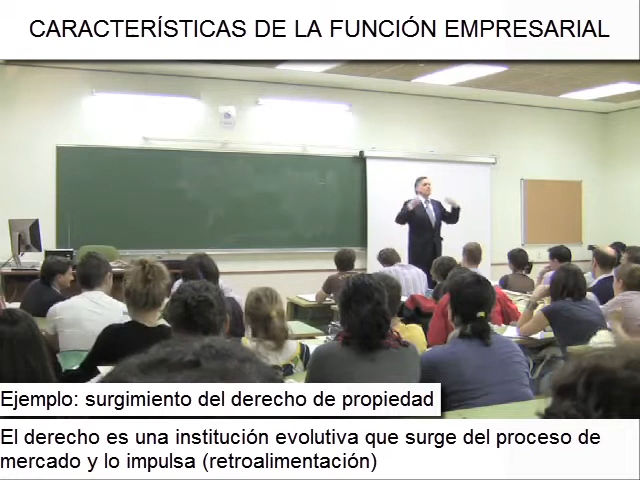 CARACTERÍSTICAS DE LA FUNCIÓN EMPRESARIAL
Ejemplo: surgimiento del derecho de propiedad
El derecho es una institución evolutiva que surge del proceso de
mercado y lo impulsa (retroalimentación)